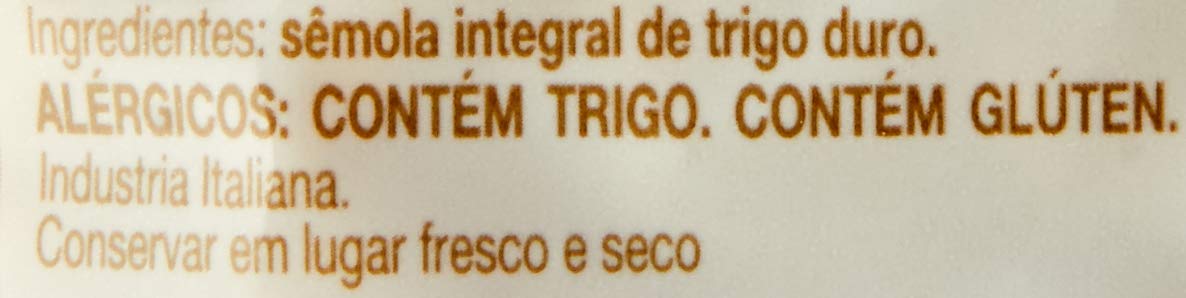 Ingredientes: sêmola integral de trigo duro.
ALÉRGICOS: CONTÉM TRIGO. CONTÉM GLÚTEN.
Industria Italiana.
Conservar em lugar fresco e seco